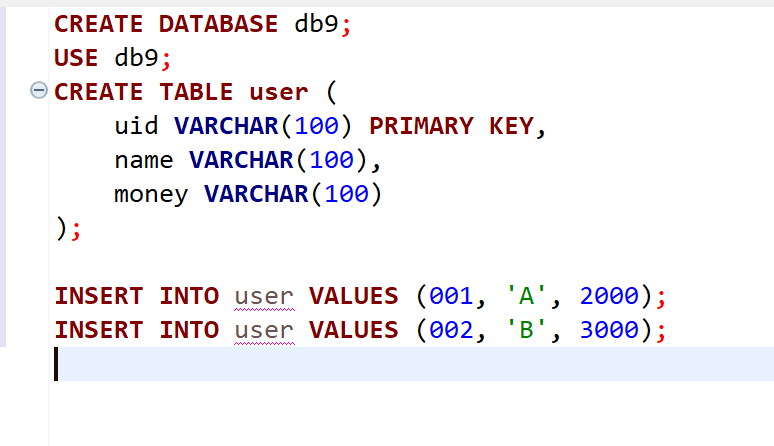 CREATE DATABASE db9;
USE db9;
CREATE TABLE user (
    uid VARCHAR(100) PRIMARY KEY,
    name VARCHAR(100),
    money VARCHAR(100)
);

INSERT INTO user VALUES (001, 'A', 2000);
INSERT INTO user VALUES (002, 'B', 3000);